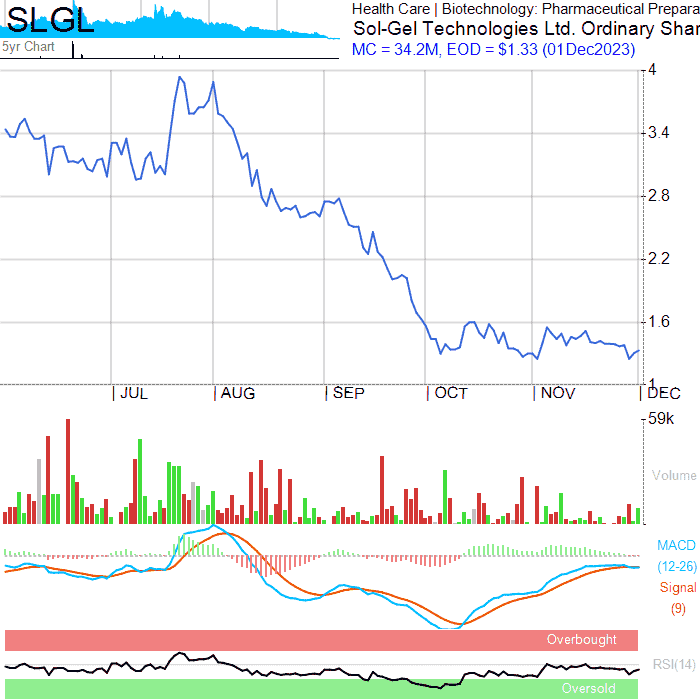 SLGL
Health Care | Biotechnology: Pharmaceutical Prepara
Sol-Gel Technologies Ltd. Ordinary Shar
5yr Chart
MC = 34.2M, EOD = $1.33 (01Dec2023)
4
3.4
2.8
2.2
1.6
1
JUL
AUG
SEP
OCT
NOV
DEC
59k
Volume
MACD
(12-26)
Signal
(9)
Overbought
RSI(14)
Oversold